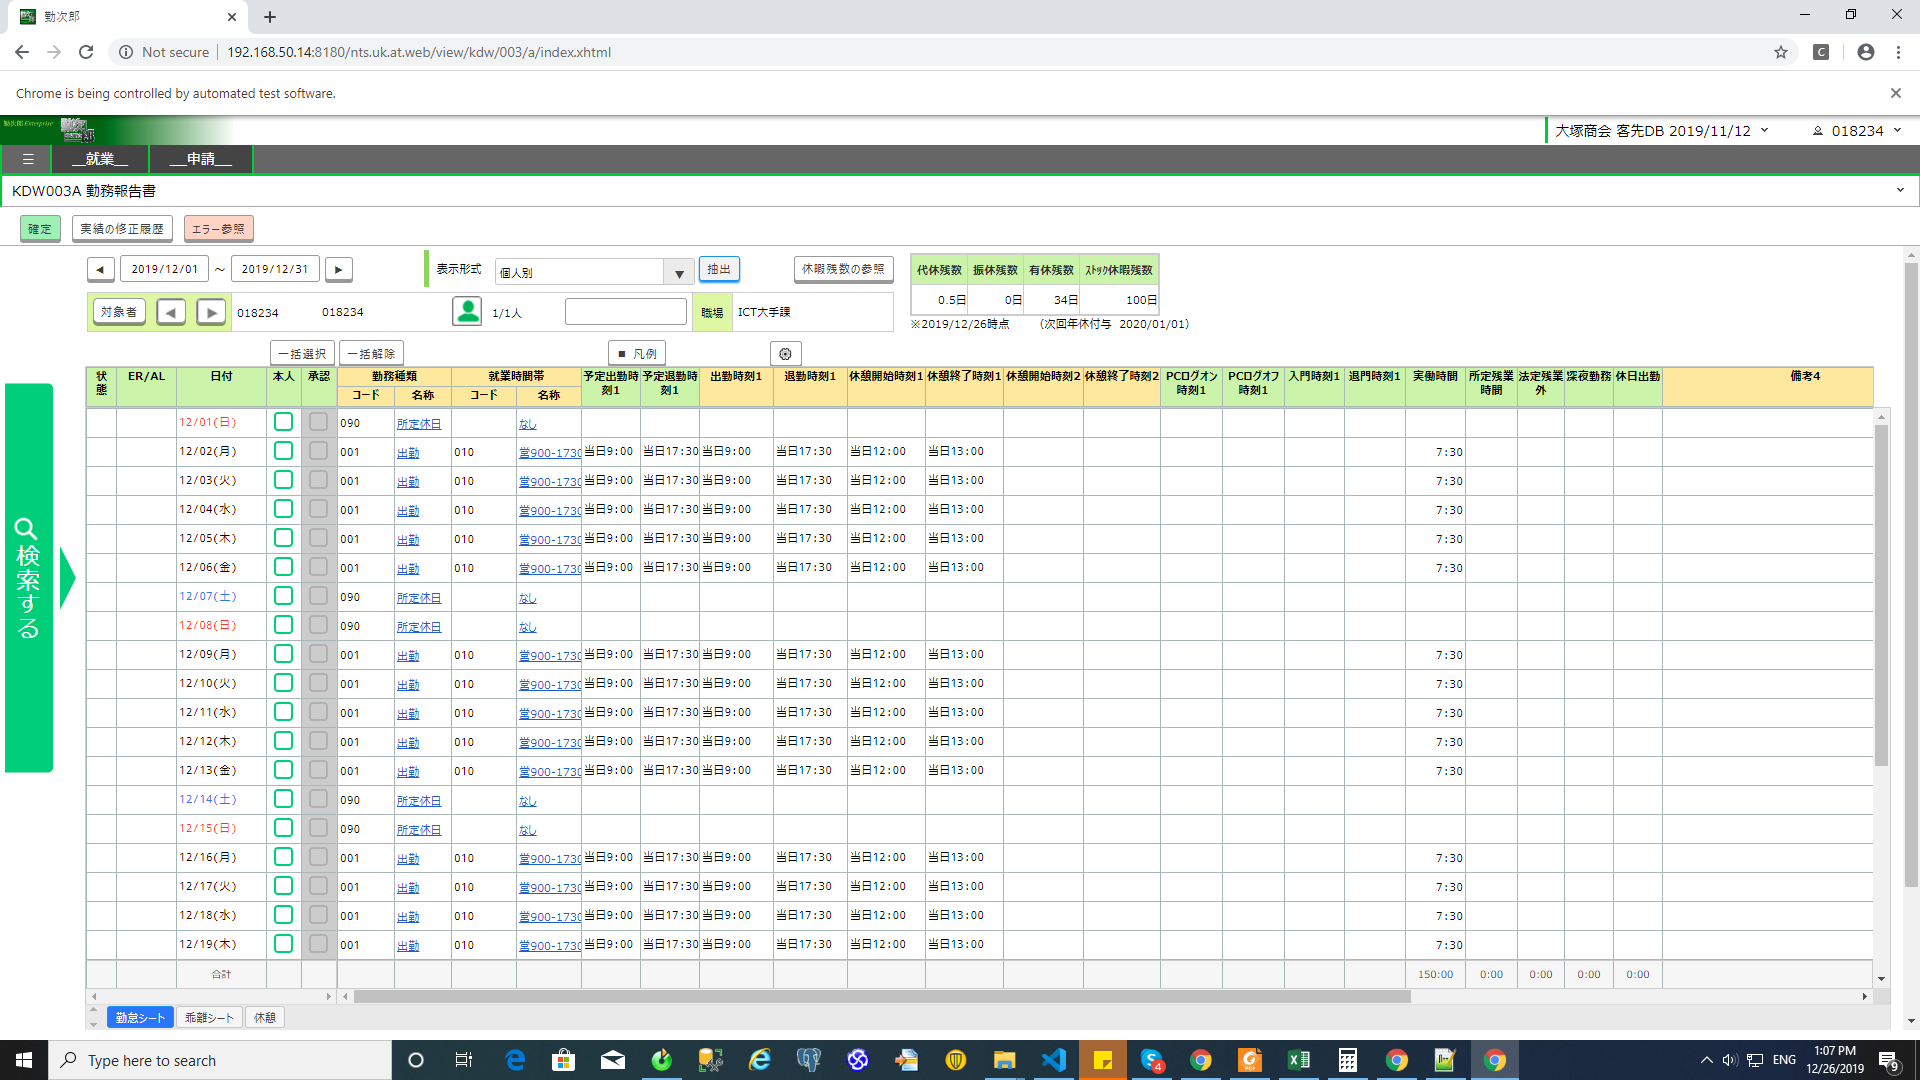 勤次郎
Not secure 192.168.50.14:8180/nts.uk.at.web/view/kdw/003/a/index.xhtml C
Chrome is being controlled by automated test software.
勤次郎 Enterprise
大塚商会 客先DB 2019/11/12 018234
☰ __就業__ __申請__
KDW003A 勤務報告書
確定 実績の修正履歴 エラー参照
◀ 2019/12/01 ～ 2019/12/31 ▶ 表示形式 個人別 ▼ 抽出 休暇残数の参照
代休残数 振休残数 有休残数 ｽﾄｯｸ休暇残数
0.5日 0日 34日 100日
対象者 ◀ ▶ 018234 018234 1/1人 職場 ICT大手課
※2019/12/26時点 （次回年休付与 2020/01/01）
一括選択 一括解除 ■ 凡例
状態 ER/AL 日付 本人 承認 勤務種類 就業時間帯 予定出勤時刻1 予定退勤時刻1 出勤時刻1 退勤時刻1 休憩開始時刻1 休憩終了時刻1 休憩開始時刻2 休憩終了時刻2 PCログオン時刻1 PCログオフ時刻1 入門時刻1 退門時刻1 実働時間 所定残業時間 法定残業外 深夜勤務 休日出勤 備考4
コード 名称 コード 名称
12/01(日) 090 所定休日 なし
12/02(月) 001 出勤 010 営900-1730 当日9:00 当日17:30 当日9:00 当日17:30 当日12:00 当日13:00 7:30
12/03(火) 001 出勤 010 営900-1730 当日9:00 当日17:30 当日9:00 当日17:30 当日12:00 当日13:00 7:30
12/04(水) 001 出勤 010 営900-1730 当日9:00 当日17:30 当日9:00 当日17:30 当日12:00 当日13:00 7:30
12/05(木) 001 出勤 010 営900-1730 当日9:00 当日17:30 当日9:00 当日17:30 当日12:00 当日13:00 7:30
12/06(金) 001 出勤 010 営900-1730 当日9:00 当日17:30 当日9:00 当日17:30 当日12:00 当日13:00 7:30
12/07(土) 090 所定休日 なし
12/08(日) 090 所定休日 なし
12/09(月) 001 出勤 010 営900-1730 当日9:00 当日17:30 当日9:00 当日17:30 当日12:00 当日13:00 7:30
12/10(火) 001 出勤 010 営900-1730 当日9:00 当日17:30 当日9:00 当日17:30 当日12:00 当日13:00 7:30
12/11(水) 001 出勤 010 営900-1730 当日9:00 当日17:30 当日9:00 当日17:30 当日12:00 当日13:00 7:30
12/12(木) 001 出勤 010 営900-1730 当日9:00 当日17:30 当日9:00 当日17:30 当日12:00 当日13:00 7:30
12/13(金) 001 出勤 010 営900-1730 当日9:00 当日17:30 当日9:00 当日17:30 当日12:00 当日13:00 7:30
12/14(土) 090 所定休日 なし
12/15(日) 090 所定休日 なし
12/16(月) 001 出勤 010 営900-1730 当日9:00 当日17:30 当日9:00 当日17:30 当日12:00 当日13:00 7:30
12/17(火) 001 出勤 010 営900-1730 当日9:00 当日17:30 当日9:00 当日17:30 当日12:00 当日13:00 7:30
12/18(水) 001 出勤 010 営900-1730 当日9:00 当日17:30 当日9:00 当日17:30 当日12:00 当日13:00 7:30
12/19(木) 001 出勤 010 営900-1730 当日9:00 当日17:30 当日9:00 当日17:30 当日12:00 当日13:00 7:30
合計 150:00 0:00 0:00 0:00 0:00
検索する
勤怠シート 乖離シート 休憩
Type here to search 4 ENG 1:07 PM
12/26/2019 9